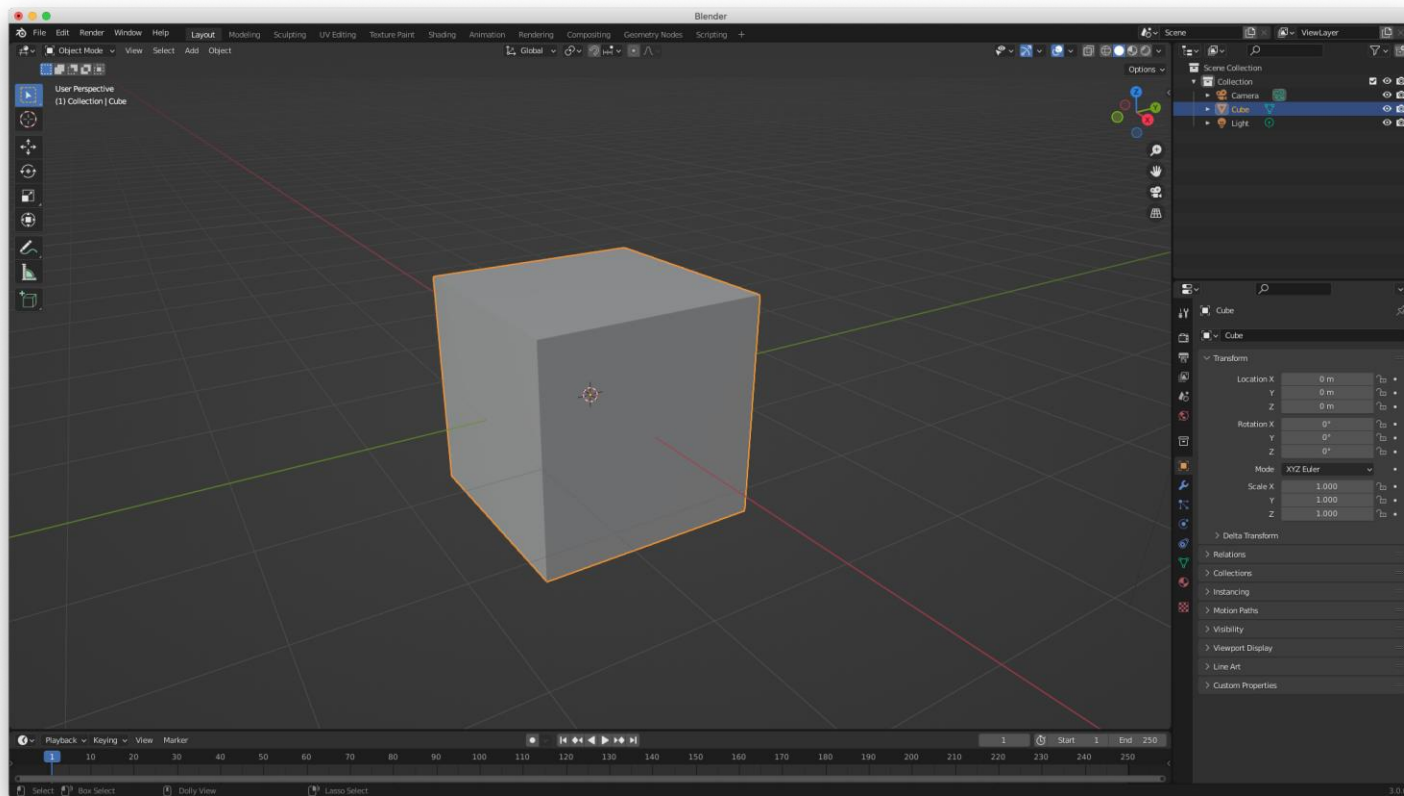 Blender
File Edit Render Window Help Layout Modeling Sculpting UV Editing Texture Paint Shading Animation Rendering Compositing Geometry Nodes Scripting + Scene ViewLayer
Object Mode View Select Add Object Global
Options
User Perspective
(1) Collection | Cube
Z
Y
X
Scene Collection
Collection
Camera
Cube
Light
Cube
Cube
Transform
Location X 0 m
Y 0 m
Z 0 m
Rotation X 0°
Y 0°
Z 0°
Mode XYZ Euler
Scale X 1.000
Y 1.000
Z 1.000
Delta Transform
Relations
Collections
Instancing
Motion Paths
Visibility
Viewport Display
Line Art
Custom Properties
Playback Keying View Marker 1 Start 1 End 250
1 10 20 30 40 50 60 70 80 90 100 110 120 130 140 150 160 170 180 190 200 210 220 230 240 250
Select Box Select Dolly View Lasso Select